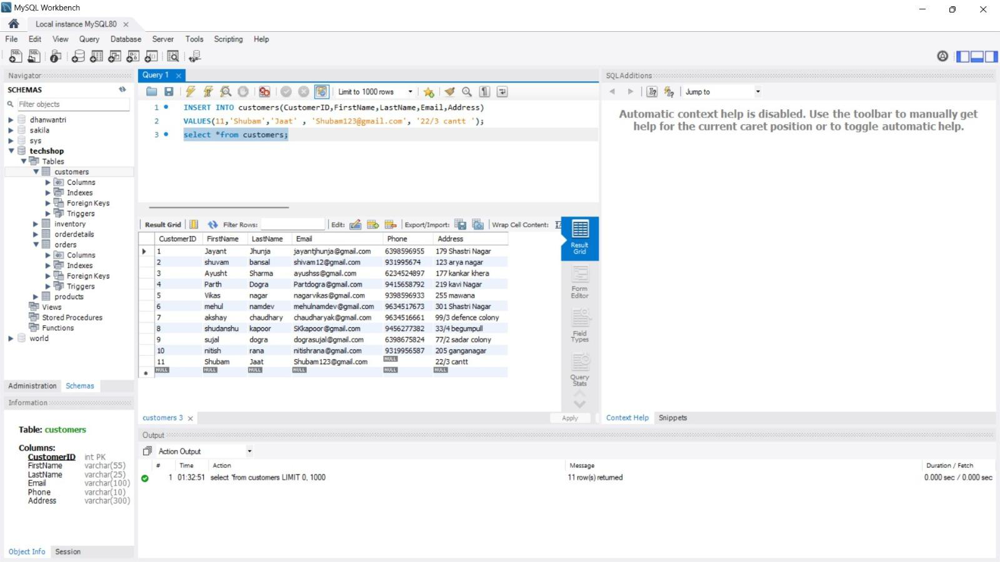 MySQL Workbench
Local instance MySQL80
File Edit View Query Database Server Tools Scripting Help
Navigator
SCHEMAS
Filter objects
dhanwantri
sakila
sys
techshop
Tables
customers
Columns
Indexes
Foreign Keys
Triggers
inventory
orderdetails
orders
Columns
Indexes
Foreign Keys
Triggers
products
Views
Stored Procedures
Functions
world
Administration Schemas
Information
Table: customers
Columns:
CustomerID int PK
FirstName varchar(55)
LastName varchar(25)
Email varchar(100)
Phone varchar(10)
Address varchar(300)
Object Info Session
Query 1
Limit to 1000 rows
1 INSERT INTO customers(CustomerID,FirstName,LastName,Email,Address)
2 VALUES(11,'Shubam','Jaat' , 'Shubam123@gmail.com', '22/3 cantt ');
3 select *from customers;
Result Grid Filter Rows: Edit: Export/Import: Wrap Cell Content:
CustomerID FirstName LastName Email Phone Address
1 Jayant Jhunja jayantjhunja@gmail.com 6398596955 179 Shastri Nagar
2 shuvam bansal shivam12@gmail.com 931995674 123 arya nagar
3 Ayusht Sharma ayushss@gmail.com 6234524897 177 kankar khera
4 Parth Dogra Partdogra@gmail.com 9415658792 219 kavi Nagar
5 Vikas nagar nagarvikas@gmail.com 9398596933 255 mawana
6 mehul namdev mehulnamdev@gmail.com 9634517673 301 Shastri Nagar
7 akshay chaudhary chaudharyak@gmail.com 9634516661 99/3 defence colony
8 shudanshu kapoor SKkapoor@gmail.com 9456277382 33/4 begumpull
9 sujal dogra dograsujal@gmail.com 6398675824 77/2 sadar colony
10 nitish rana nitishrana@gmail.com 9319956587 205 ganganagar
11 Shubam Jaat Shubam123@gmail.com NULL 22/3 cantt
NULL NULL NULL NULL NULL NULL
Result Grid
Form Editor
Field Types
Query Stats
customers 3
Apply
SQLAdditions
Jump to
Automatic context help is disabled. Use the toolbar to manually get
help for the current caret position or to toggle automatic help.
Context Help Snippets
Output
Action Output
# Time Action Message Duration / Fetch
1 01:32:51 select *from customers LIMIT 0, 1000 11 row(s) returned 0.000 sec / 0.000 sec